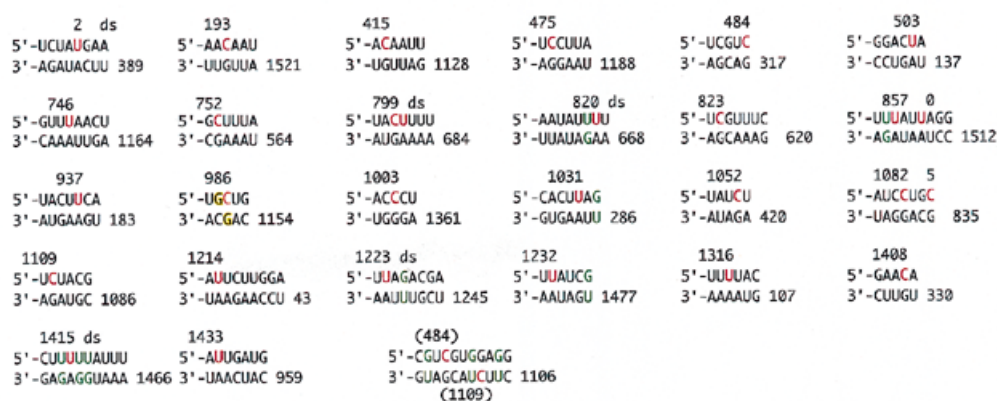 2 ds 193 415 475 484 503
5'-UCUAUGAA 5'-AACAAU 5'-ACAAUU 5'-UCCUUA 5'-UCGUC 5'-GGACUA
3'-AGAUACUU 389 3'-UUGUUA 1521 3'-UGUUAG 1128 3'-AGGAAU 1188 3'-AGCAG 317 3'-CCUGAU 137
746 752 799 ds 820 ds 823 857 0
5'-GUUUAACU 5'-GCUUUA 5'-UACUUUU 5'-AAUAUUUU 5'-UCGUUUC 5'-UUUAUUAGG
3'-CAAAUUGA 1164 3'-CGAAAU 564 3'-AUGAAAA 684 3'-UUAUAGAA 668 3'-AGCAAAG 620 3'-AGAUAAUCC 1512
937 986 1003 1031 1052 1082 5
5'-UACUUCA 5'-UGCUG 5'-ACCCU 5'-CACUUAG 5'-UAUCU 5'-AUCCUGC
3'-AUGAAGU 183 3'-ACGAC 1154 3'-UGGGA 1361 3'-GUGAAUU 286 3'-AUAGA 420 3'-UAGGACG 835
1109 1214 1223 ds 1232 1316 1408
5'-UCUACG 5'-AUUCUUGGA 5'-UUAGACGA 5'-UUAUCG 5'-UUUUAC 5'-GAACA
3'-AGAUGC 1086 3'-UAAGAACCU 43 3'-AAUUUGCU 1245 3'-AAUAGU 1477 3'-AAAAUG 107 3'-CUUGU 330
1415 ds 1433 (484)
5'-CUUUUUAUUU 5'-AUUGAUG 5'-CGUCGUGGAGG
3'-GAGAGGUAAA 1466 3'-UAACUAC 959 3'-GUAGCAUCUUC 1106
(1109)